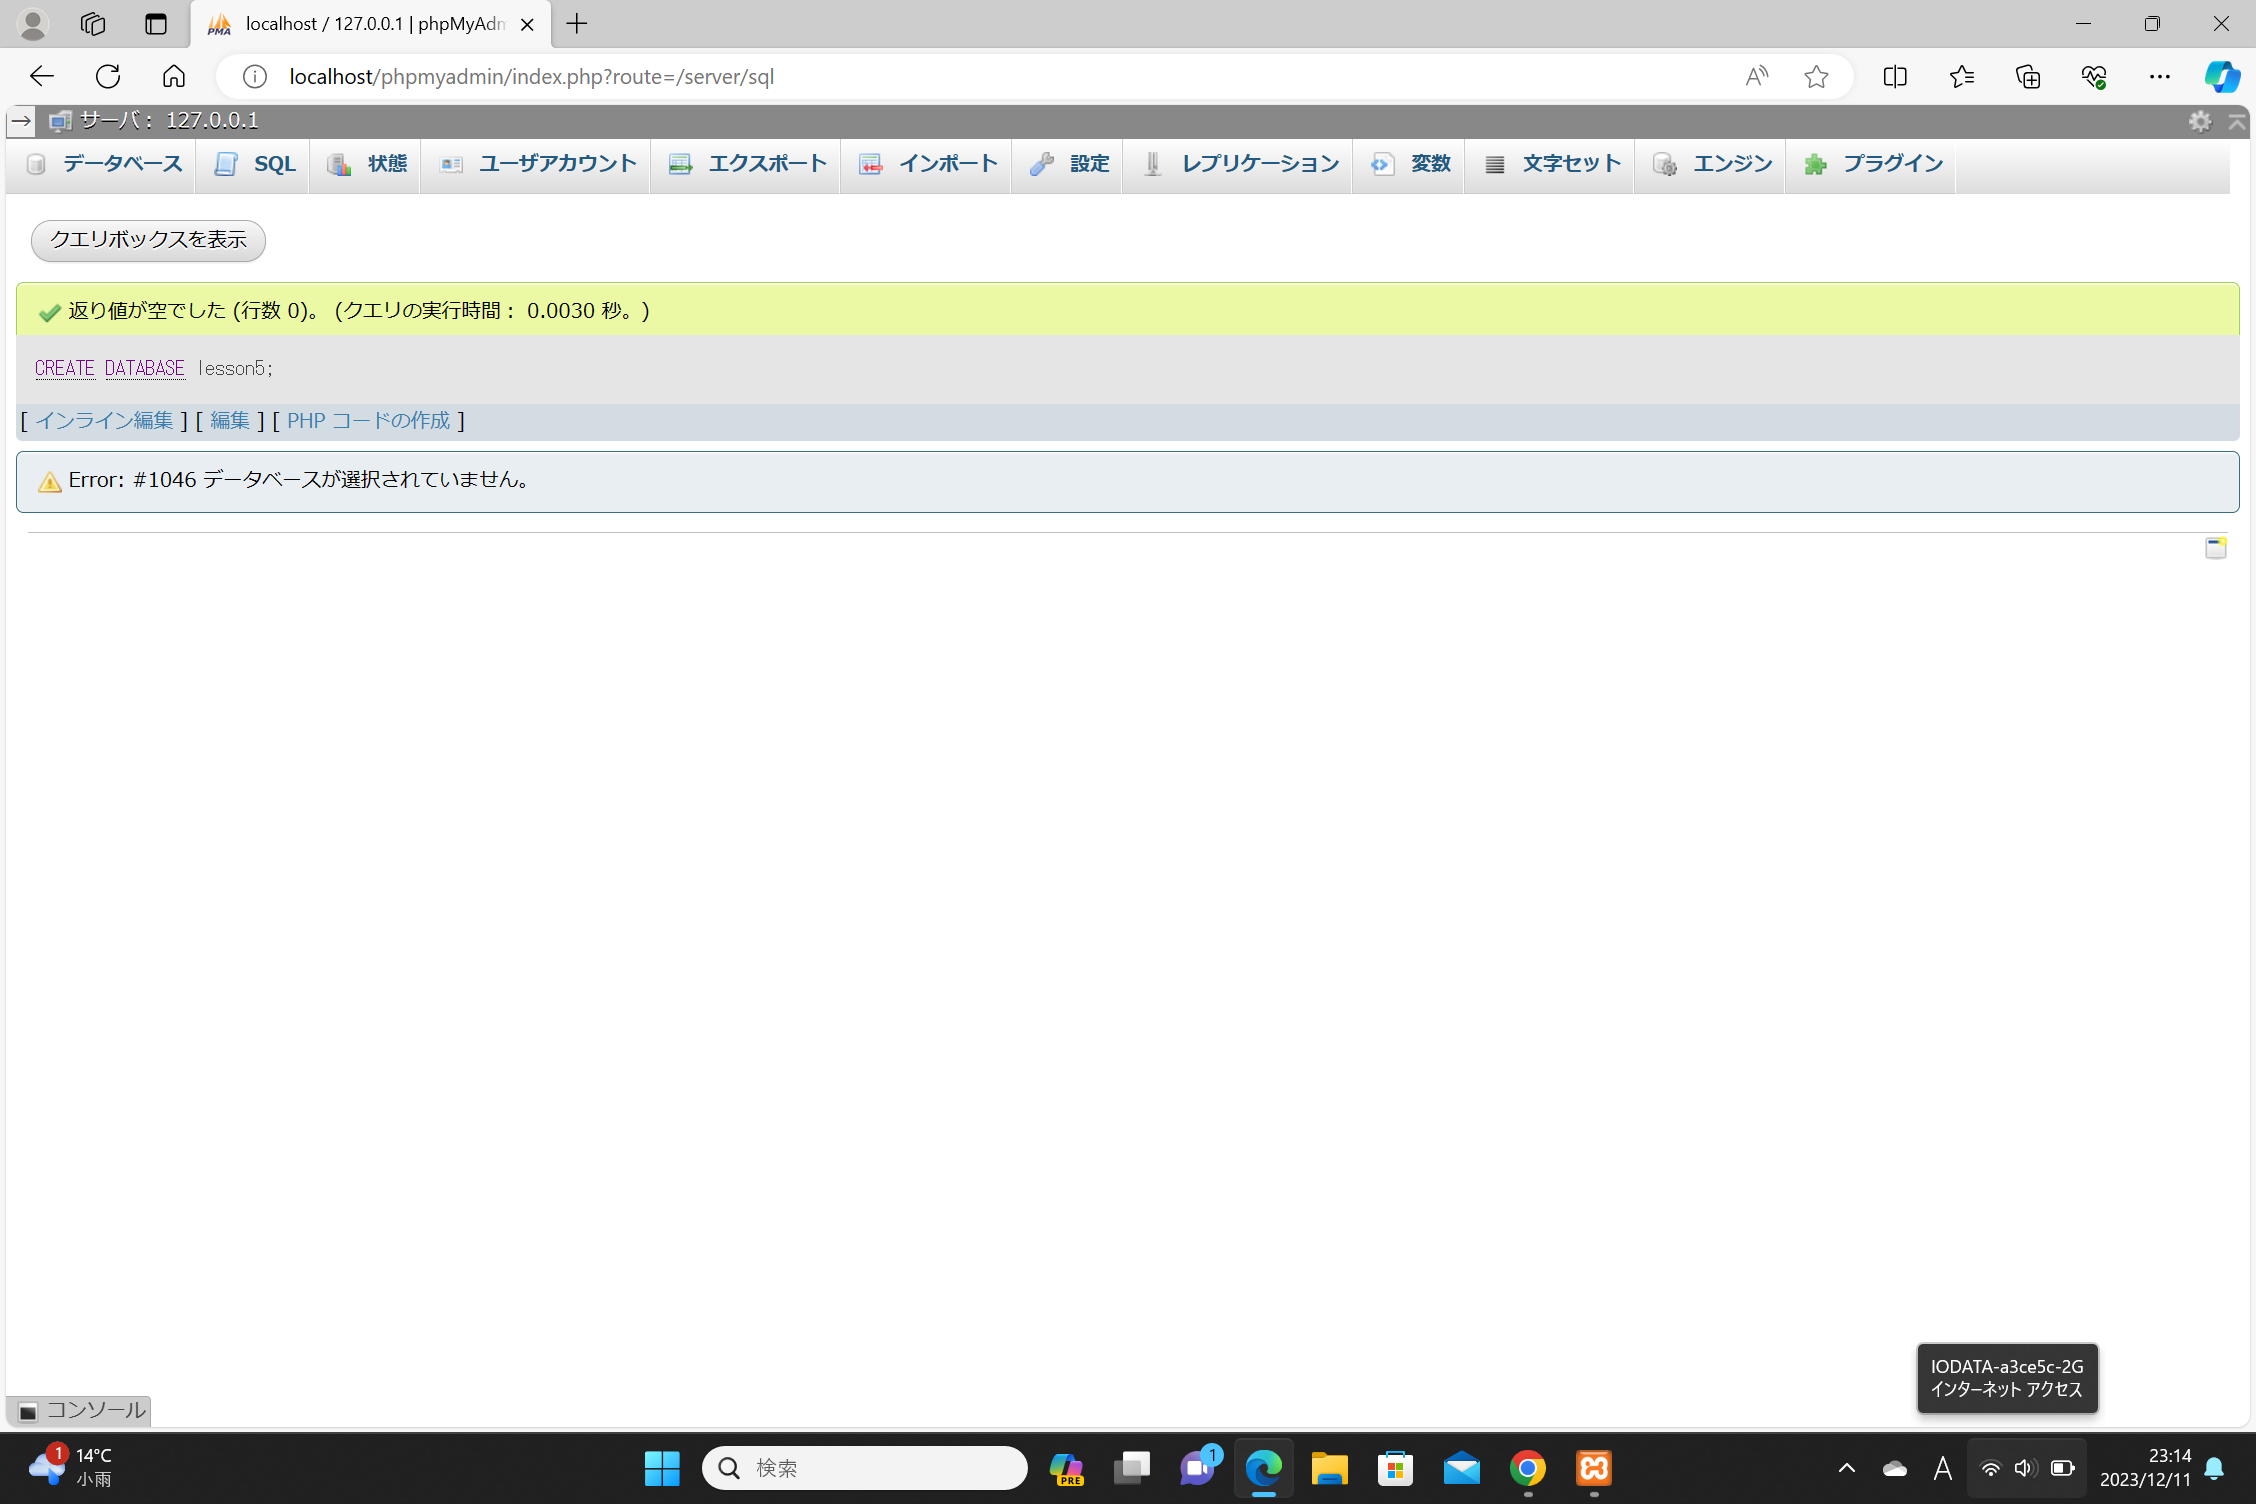 localhost / 127.0.0.1 | phpMyAdm
localhost/phpmyadmin/index.php?route=/server/sql
サーバ: 127.0.0.1
データベース SQL 状態 ユーザアカウント エクスポート インポート 設定 レプリケーション 変数 文字セット エンジン プラグイン
クエリボックスを表示
返り値が空でした (行数 0)。 (クエリの実行時間: 0.0030 秒。)
CREATE DATABASE lesson5;
[ インライン編集 ] [ 編集 ] [ PHP コードの作成 ]
Error: #1046 データベースが選択されていません。
IODATA-a3ce5c-2G
インターネット アクセス
コンソール
1 14°C
小雨
検索
PRE
1
A
23:14
2023/12/11